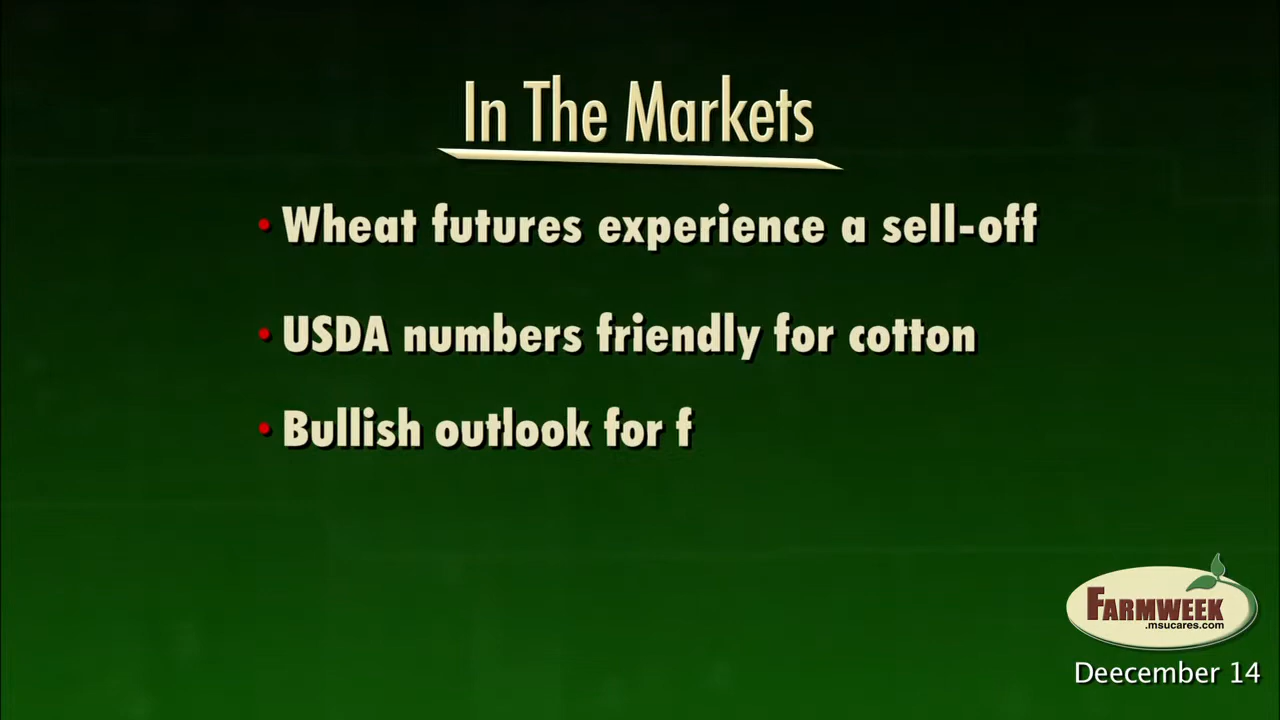 In The Markets
• Wheat futures experience a sell-off
• USDA numbers friendly for cotton
• Bullish outlook for f
FARMWEEK
.msucares.com
Deecember 14